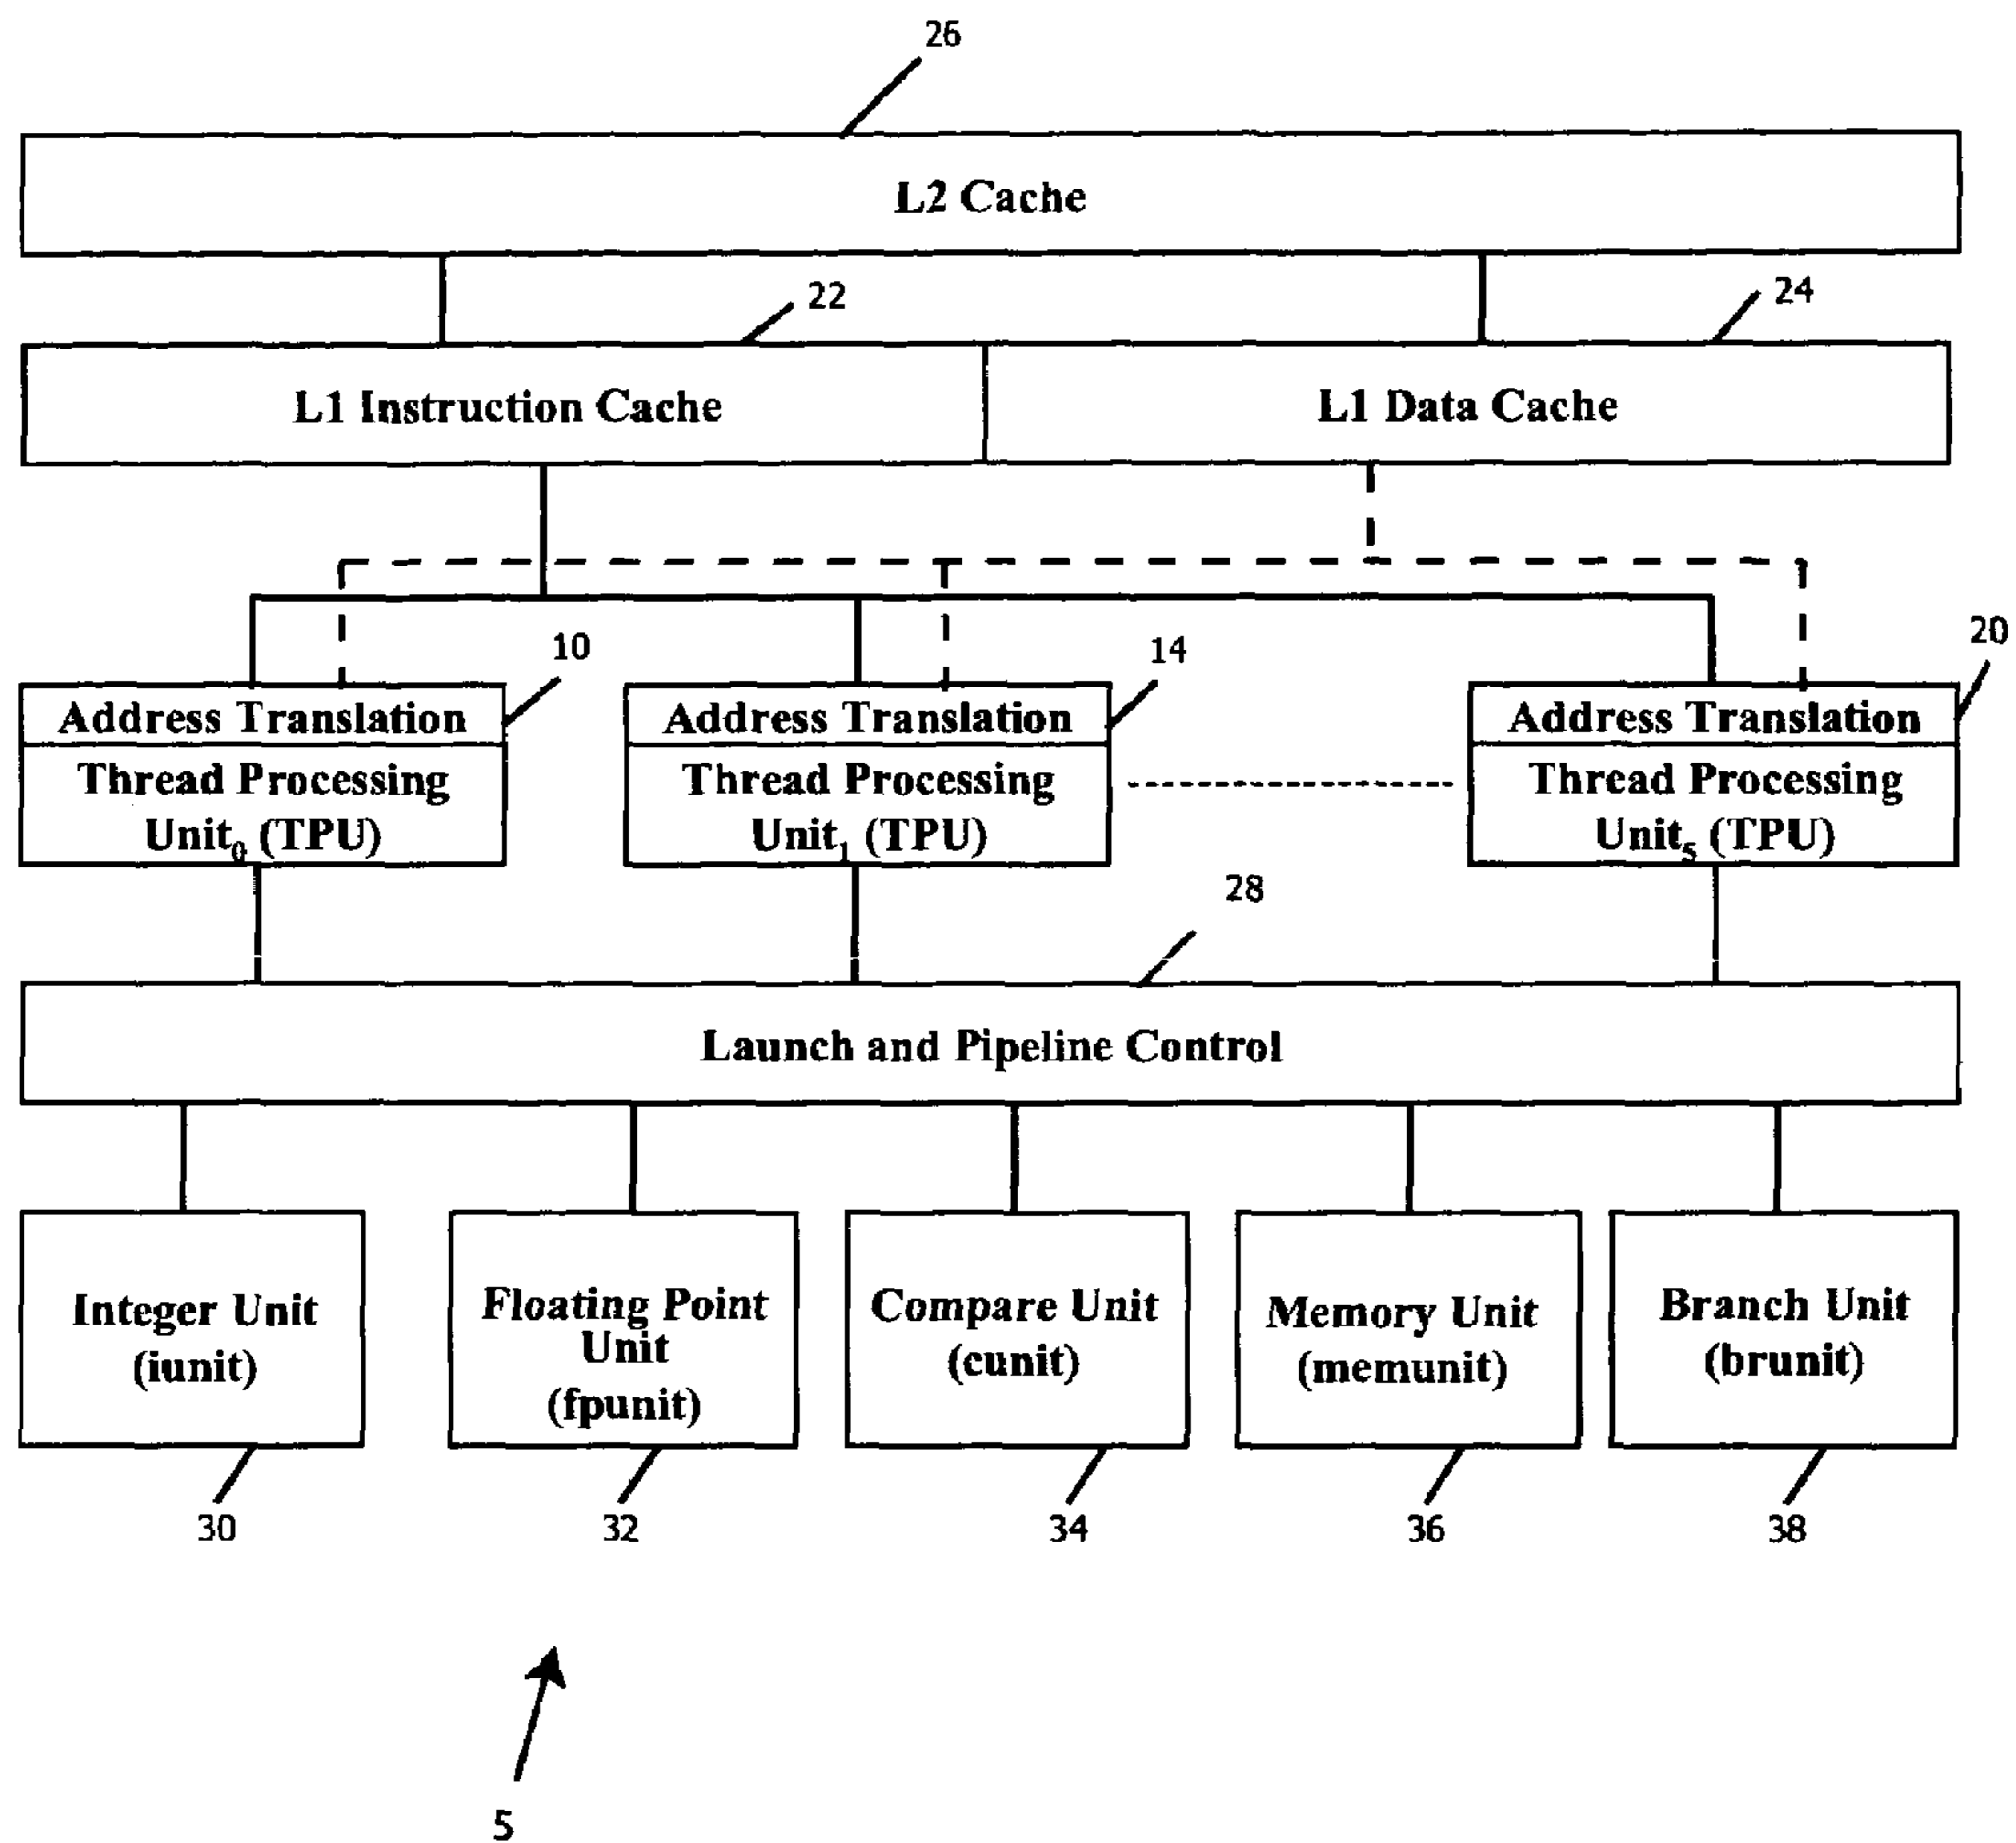 26
L2 Cache
22
24
L1 Instruction Cache
L1 Data Cache
10
14
20
Address Translation
Thread Processing
Unit₀ (TPU)
Address Translation
Thread Processing
Unit₁ (TPU)
Address Translation
Thread Processing
Unit₅ (TPU)
28
Launch and Pipeline Control
Integer Unit
(iunit)
Floating Point
Unit
(fpunit)
Compare Unit
(cunit)
Memory Unit
(memunit)
Branch Unit
(brunit)
30
32
34
36
38
5